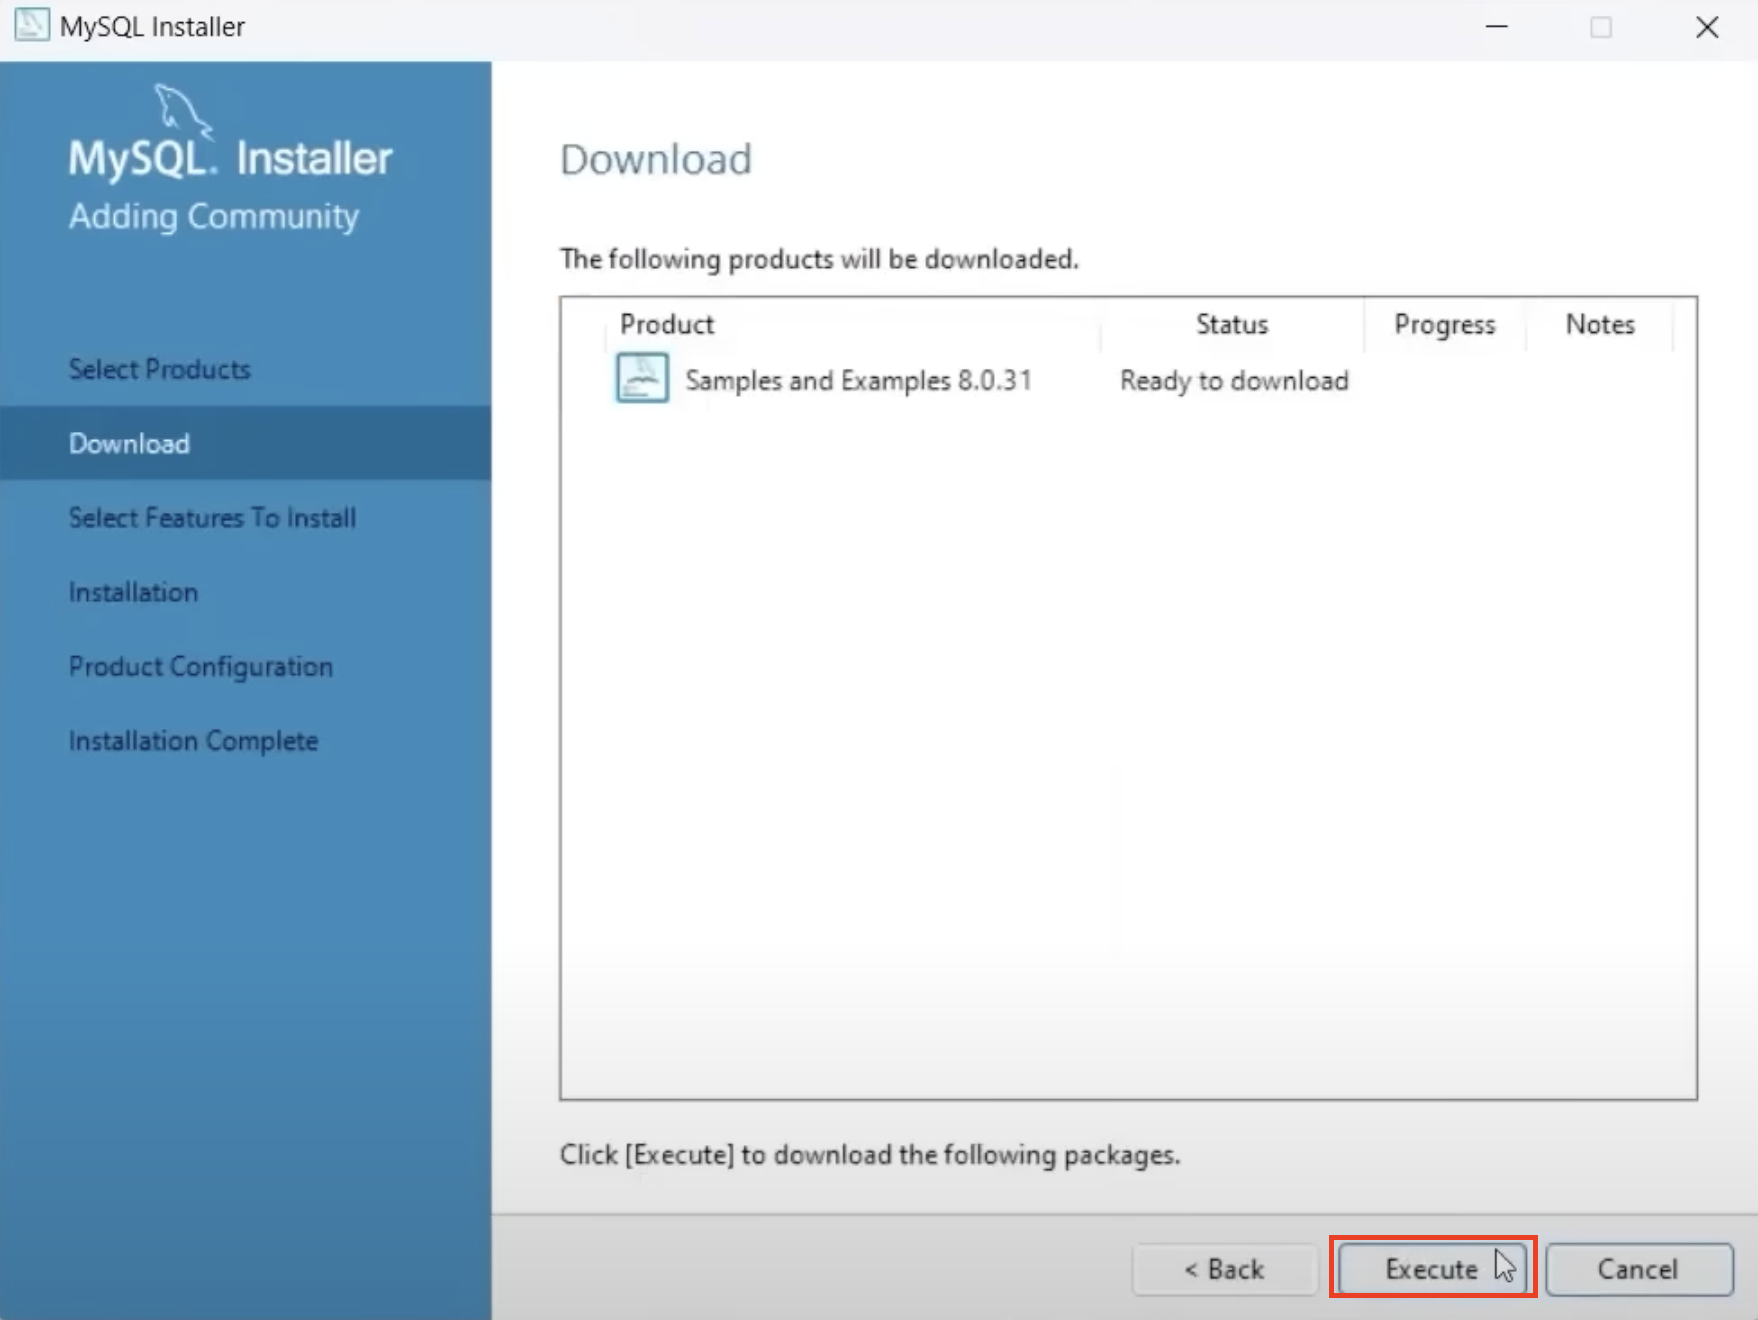 MySQL Installer
MySQL. Installer
Adding Community
Select Products
Download
Select Features To Install
Installation
Product Configuration
Installation Complete
Download
The following products will be downloaded.
Product Status Progress Notes
Samples and Examples 8.0.31 Ready to download
Click [Execute] to download the following packages.
< Back Execute Cancel